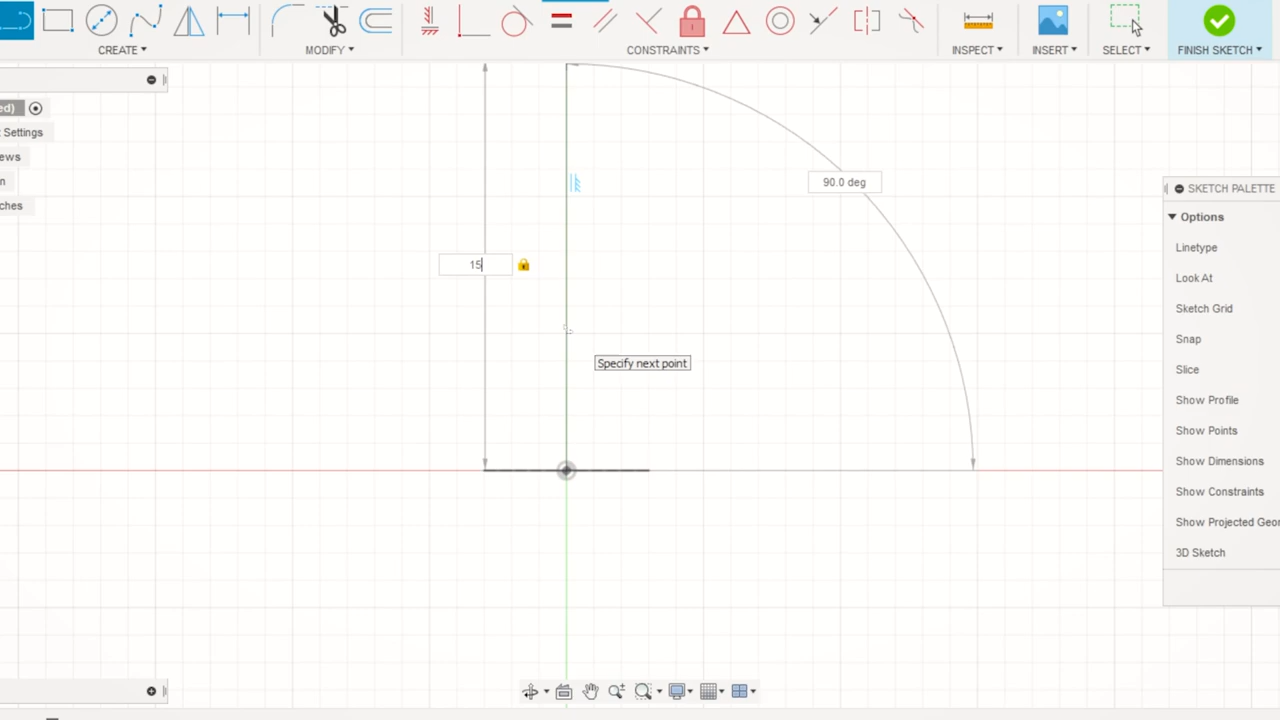 CREATE
MODIFY
CONSTRAINTS
INSPECT
INSERT
SELECT
FINISH SKETCH
ed)
t Settings
ews
n
ches
90.0 deg
15
Specify next point
SKETCH PALETTE
Options
Linetype
Look At
Sketch Grid
Snap
Slice
Show Profile
Show Points
Show Dimensions
Show Constraints
Show Projected Geor
3D Sketch